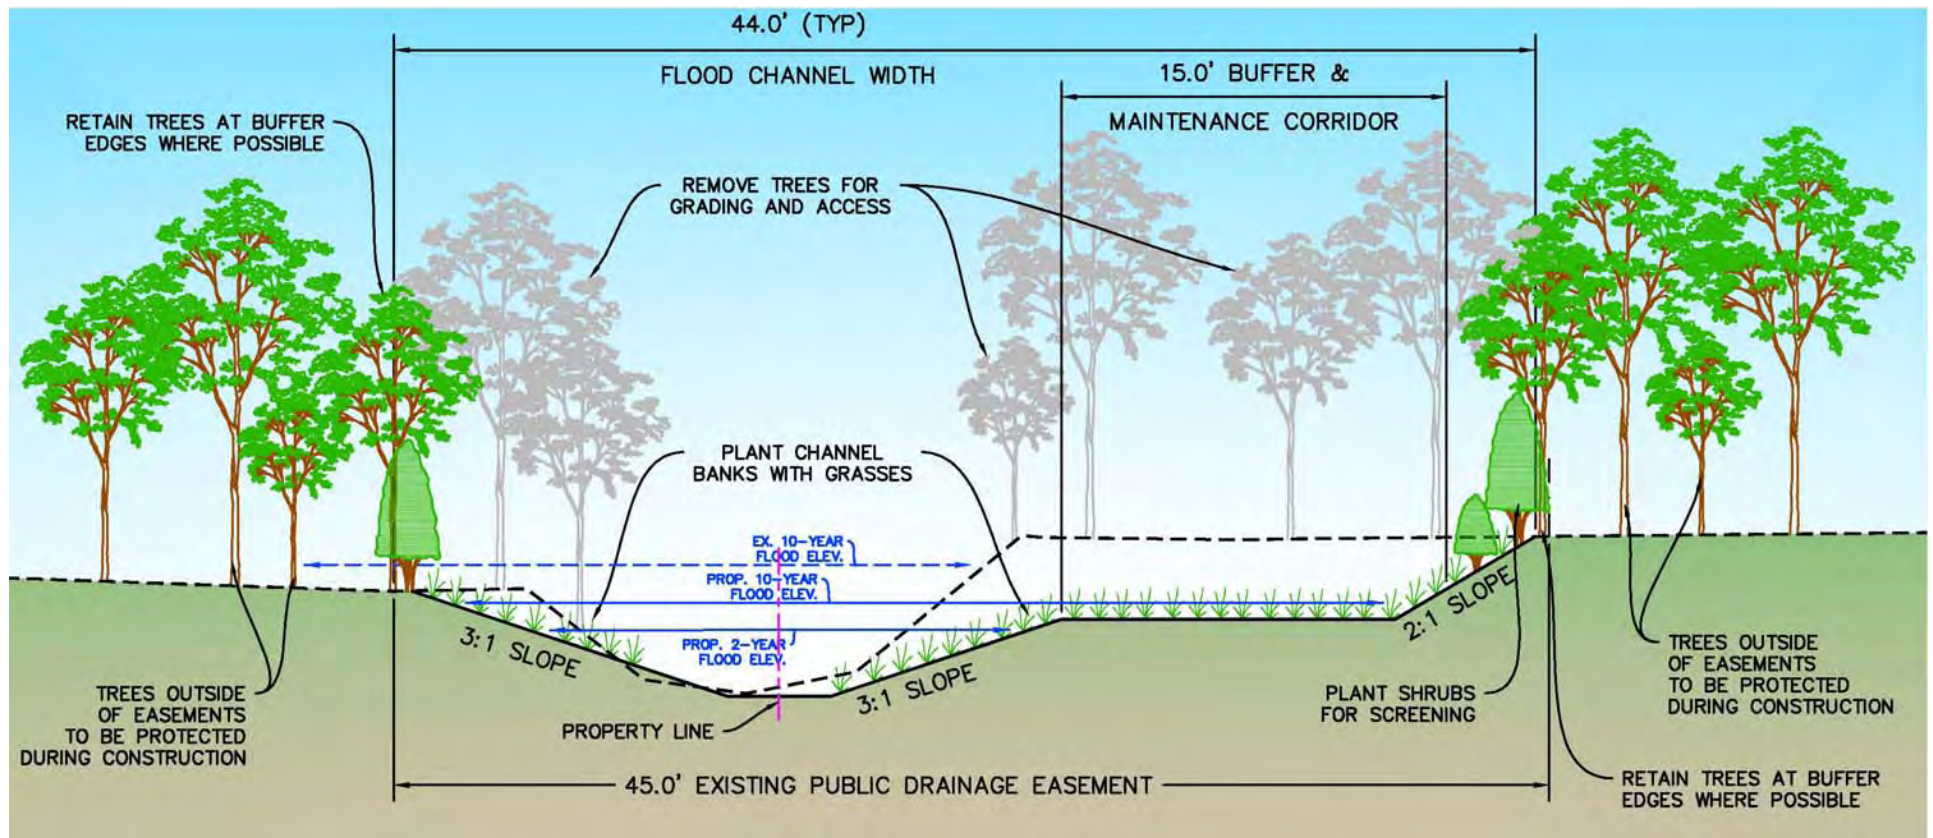 44.0' (TYP)
FLOOD CHANNEL WIDTH
15.0' BUFFER &
MAINTENANCE CORRIDOR
RETAIN TREES AT BUFFER
EDGES WHERE POSSIBLE
REMOVE TREES FOR
GRADING AND ACCESS
PLANT CHANNEL
BANKS WITH GRASSES
EX. 10-YEAR
FLOOD ELEV.
PROP. 10-YEAR
FLOOD ELEV.
PROP. 2-YEAR
FLOOD ELEV.
3:1 SLOPE
3:1 SLOPE
2:1 SLOPE
TREES OUTSIDE
OF EASEMENTS
TO BE PROTECTED
DURING CONSTRUCTION
PROPERTY LINE
PLANT SHRUBS
FOR SCREENING
TREES OUTSIDE
OF EASEMENTS
TO BE PROTECTED
DURING CONSTRUCTION
45.0' EXISTING PUBLIC DRAINAGE EASEMENT
RETAIN TREES AT BUFFER
EDGES WHERE POSSIBLE